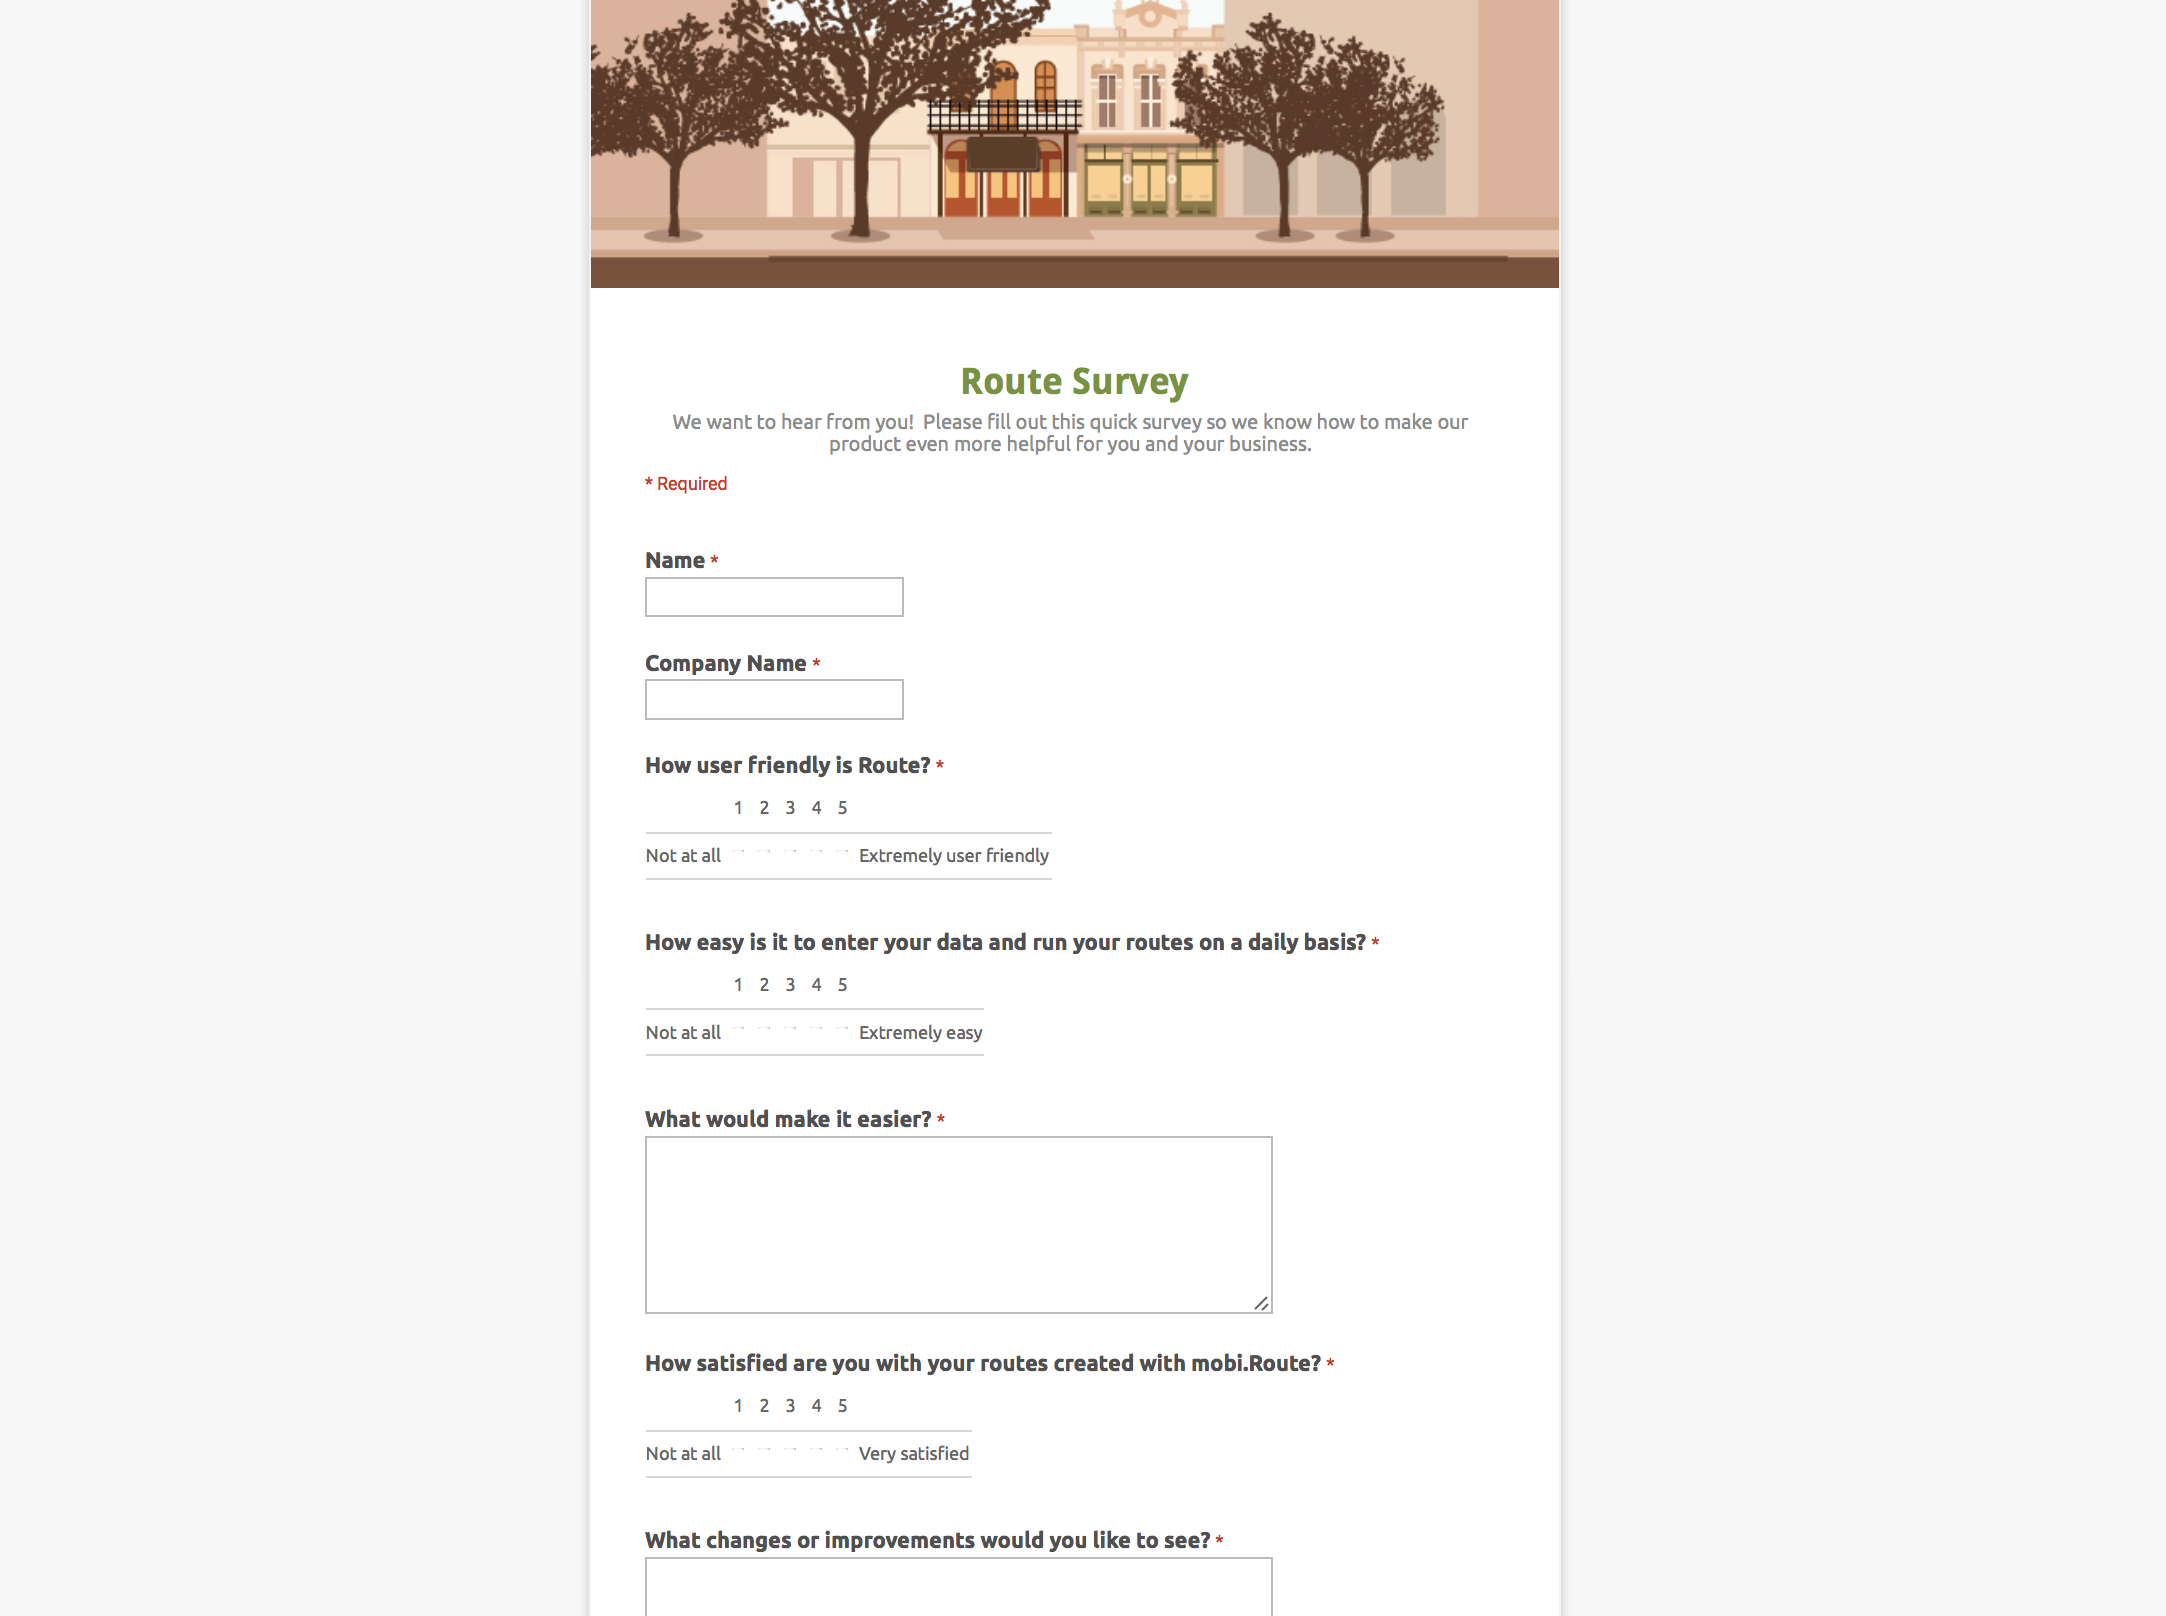 Route Survey
We want to hear from you!  Please fill out this quick survey so we know how to make our
product even more helpful for you and your business.
* Required
Name *
Company Name *
How user friendly is Route? *
1 2 3 4 5
Not at all Extremely user friendly
How easy is it to enter your data and run your routes on a daily basis? *
1 2 3 4 5
Not at all Extremely easy
What would make it easier? *
How satisfied are you with your routes created with mobi.Route? *
1 2 3 4 5
Not at all Very satisfied
What changes or improvements would you like to see? *